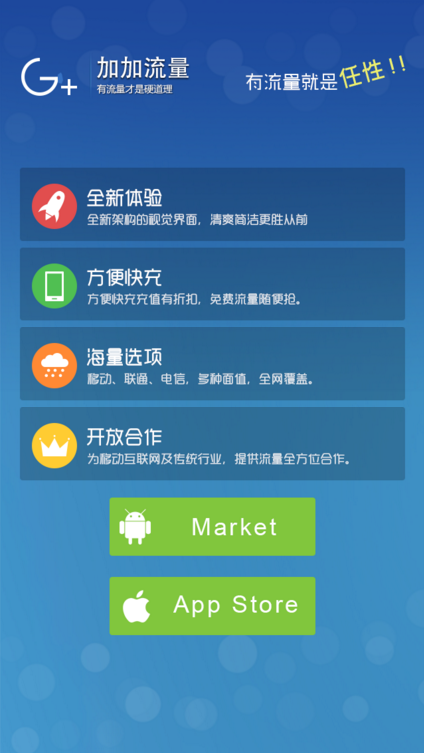 G+
加加流量
有流量才是硬道理
有流量就是任性!!
全新体验
全新架构的视觉界面，清爽简洁更胜从前
方便快充
方便快充充值有折扣，免费流量随便抢。
海量选项
移动、联通、电信，多种面值，全网覆盖。
开放合作
为移动互联网及传统行业，提供流量全方位合作。
Market
App Store